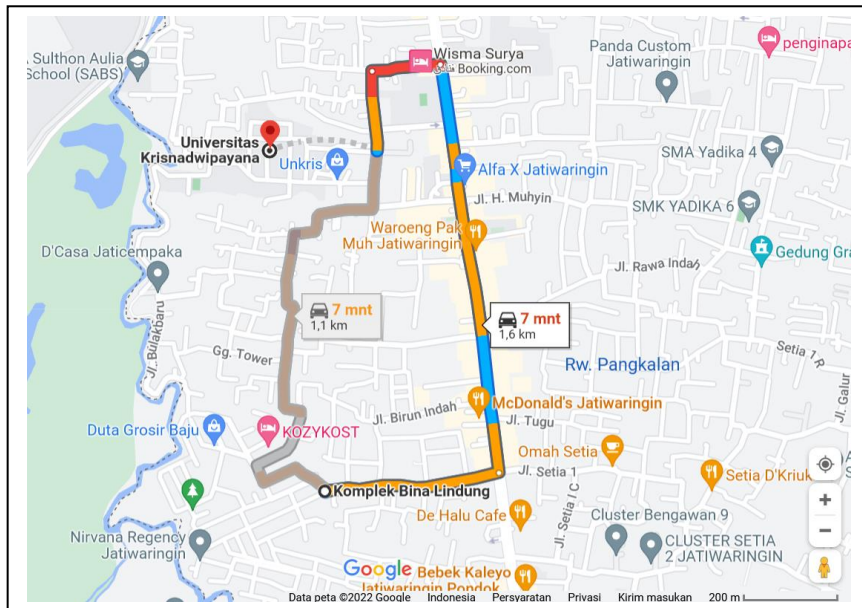 Sulthon Aulia
School (SABS)
Wisma Surya
Booking.com
Panda Custom
Jatiwaringin
penginapa
Universitas
Krisnadwipayana
Unkris
Alfa X Jatiwaringin
SMA Yadika 4
Jl. H. Muhyin
SMK YADIKA 6
Waroeng Pak
Muh Jatiwaringin
D'Casa Jaticempaka
Jl. Rawa Indah
Gedung Gra
7 mnt
1,1 km
7 mnt
1,6 km
Jl. Bulakbaru
Gg. Tower
Rw. Pangkalan
Setia 1 R
Jl. Galur
McDonald's Jatiwaringin
Jl. Birun Indah
Jl. Tugu
Duta Grosir Baju
KOZYKOST
Omah Setia
Jl. Setia 1
Setia D'Kriuk
Komplek Bina Lindung
De Halu Cafe
Jl. Setia I C
Cluster Bengawan 9
Nirvana Regency
Jatiwaringin
CLUSTER SETIA
2 JATIWARINGIN
Google
Bebek Kaleyo
Jatiwaringin Pondok
Data peta ©2022 Google Indonesia Persyaratan Privasi Kirim masukan 200 m